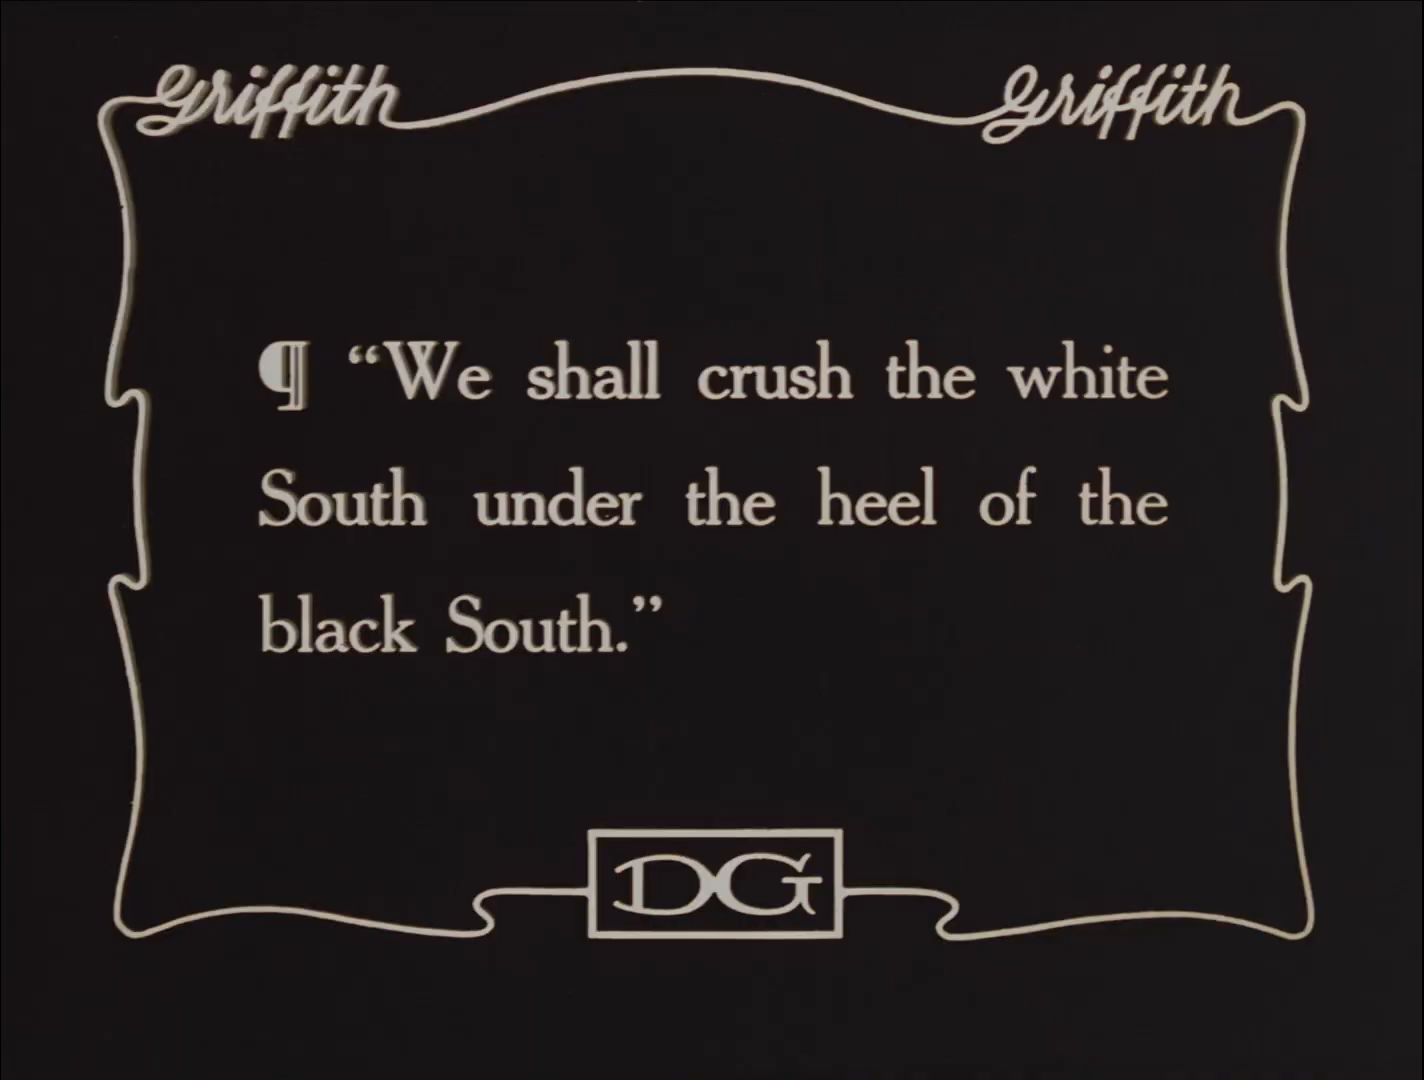 Griffith Griffith
¶ “We shall crush the white
South under the heel of the
black South.”
DG